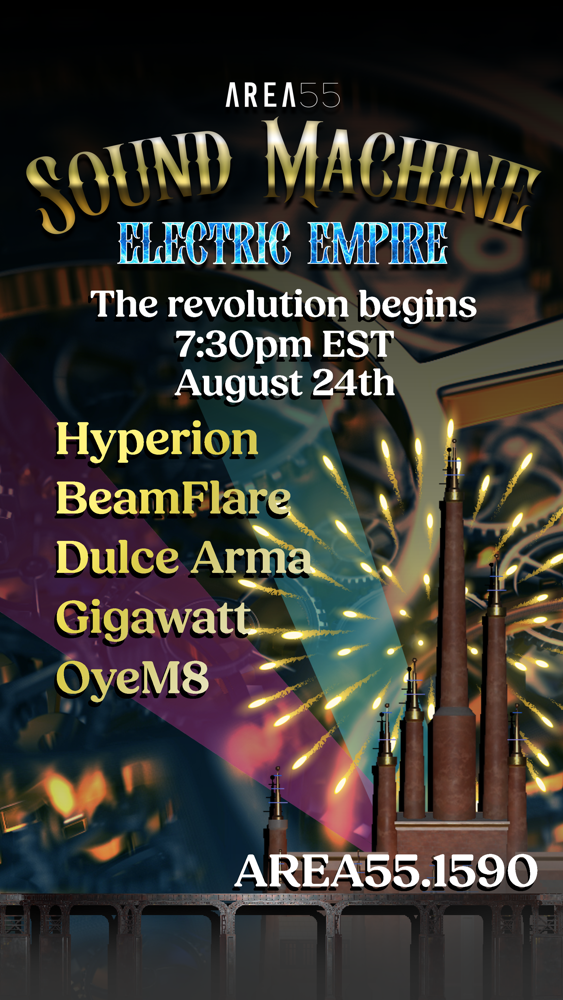 AREA55
SOUND MACHINE
ELECTRIC EMPIRE
The revolution begins
7:30pm EST
August 24th
Hyperion
BeamFlare
Dulce Arma
Gigawatt
OyeM8
AREA55.1590